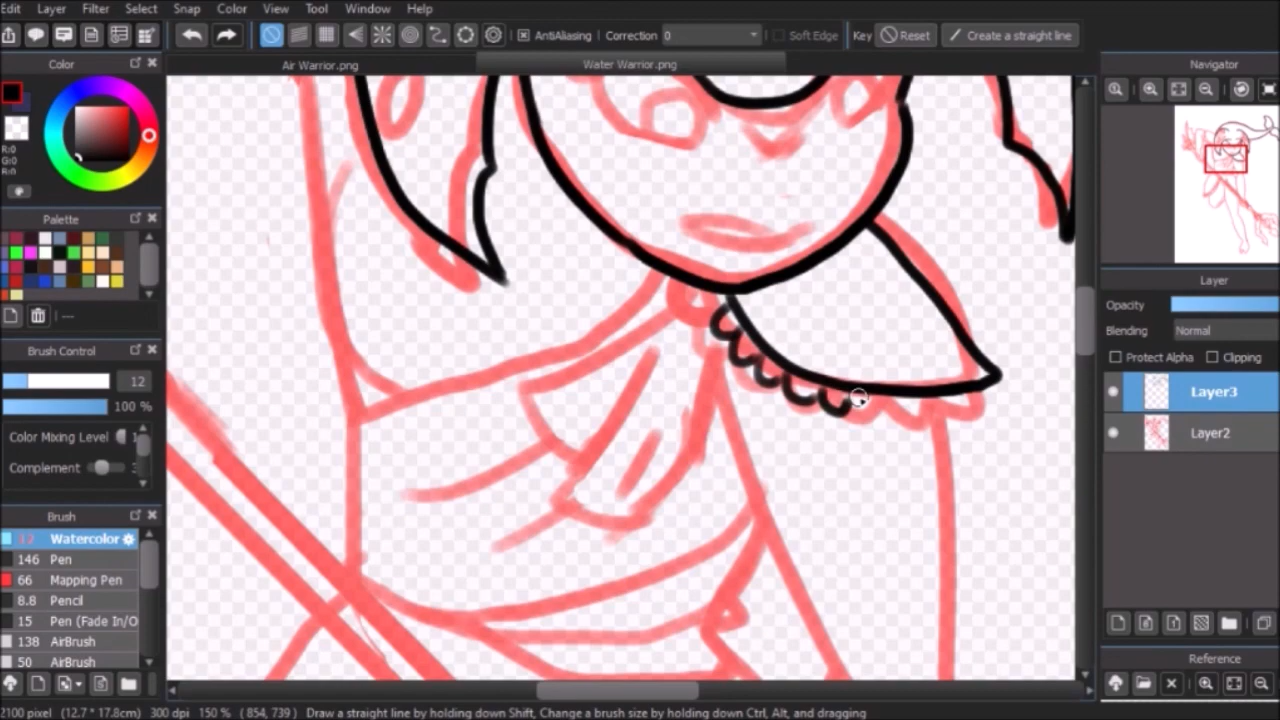 Edit Layer Filter Select Snap Color View Tool Window Help
AntiAliasing Correction 0 Soft Edge Key Reset Create a straight line
Color
Air Warrior.png
Water Warrior.png
Navigator
R:0
G:0
Palette
---
Layer
Opacity
Blending Normal
Protect Alpha Clipping
Layer3
Layer2
Brush Control
12
100 %
Color Mixing Level
Complement
Brush
12 Watercolor
146 Pen
66 Mapping Pen
8.8 Pencil
15 Pen (Fade In/O
138 AirBrush
50 AirBrush
Reference
2100 pixel (12.7 * 17.8cm) 300 dpi 150 % ( 854, 739 ) Draw a straight line by holding down Shift, Change a brush size by holding down Ctrl, Alt, and dragging